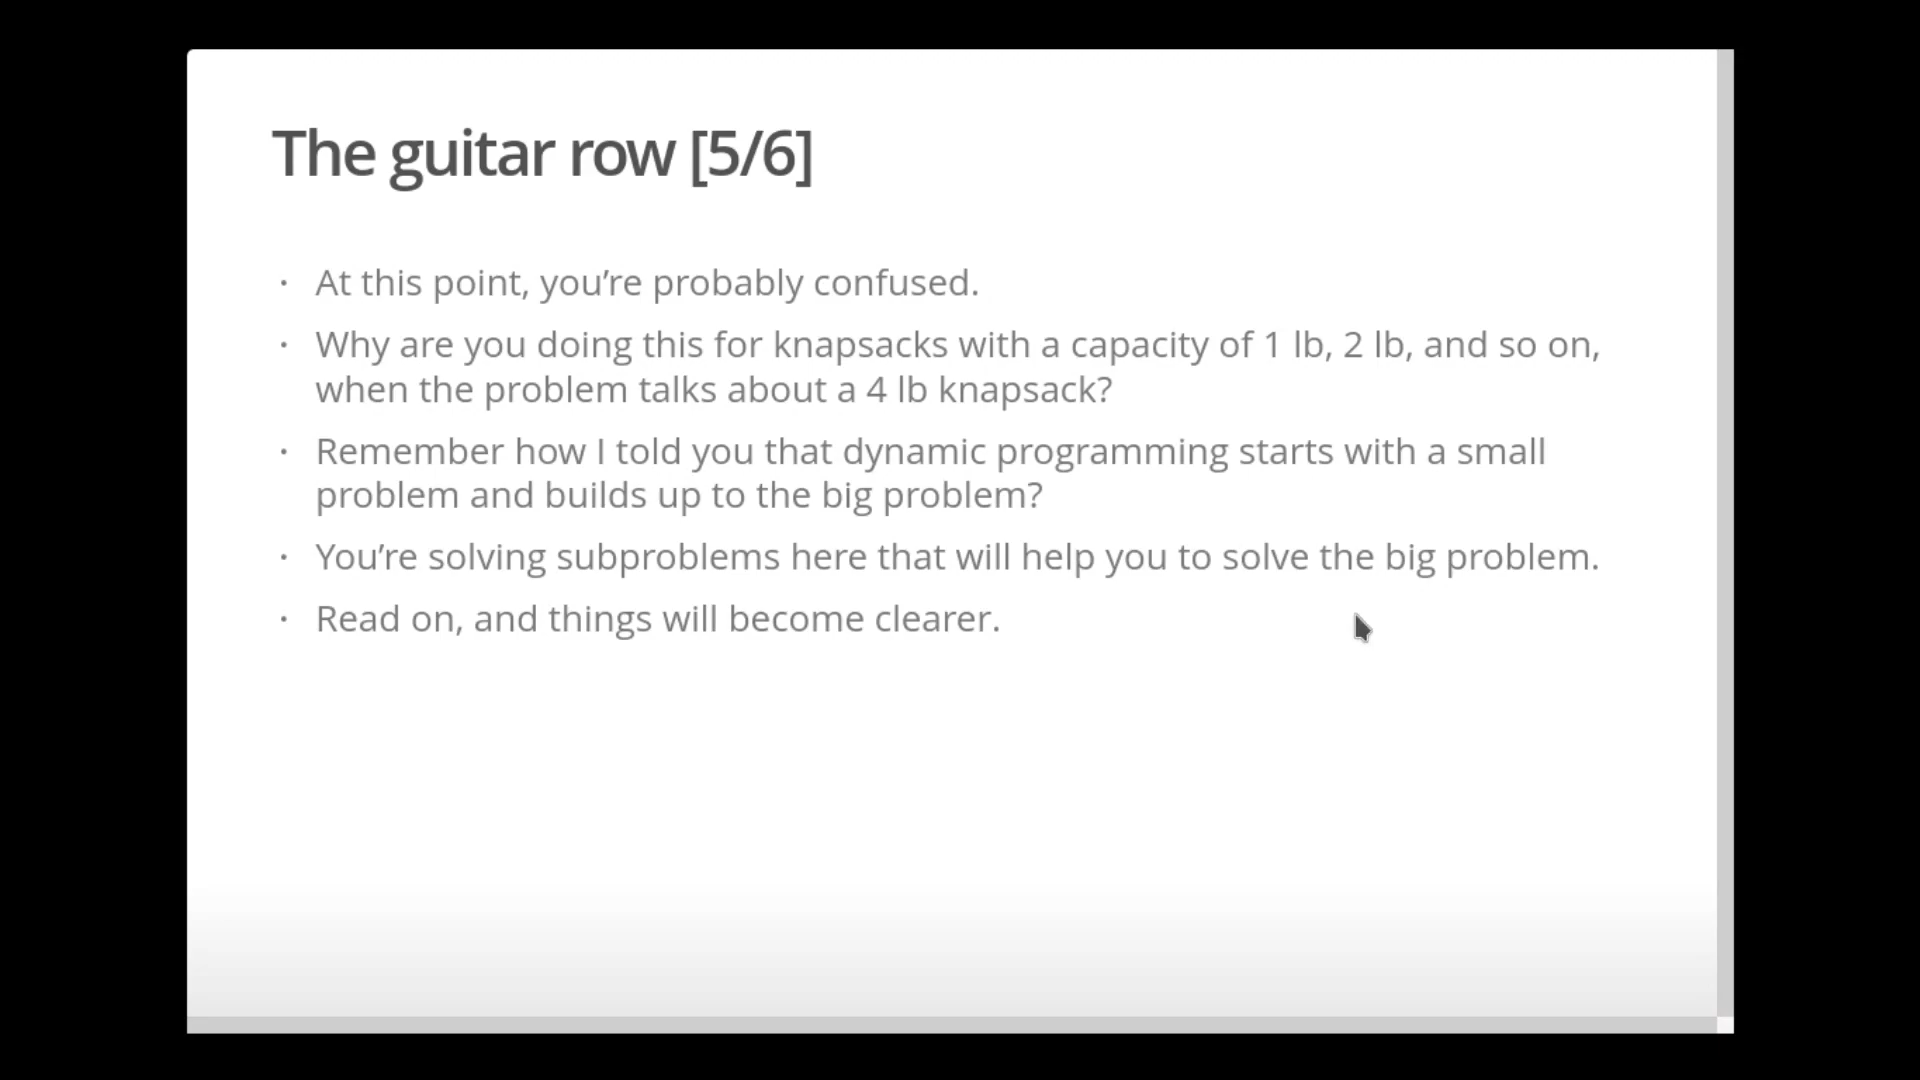 The guitar row [5/6]
· At this point, you’re probably confused.
· Why are you doing this for knapsacks with a capacity of 1 lb, 2 lb, and so on,
when the problem talks about a 4 lb knapsack?
· Remember how I told you that dynamic programming starts with a small
problem and builds up to the big problem?
· You’re solving subproblems here that will help you to solve the big problem.
· Read on, and things will become clearer.